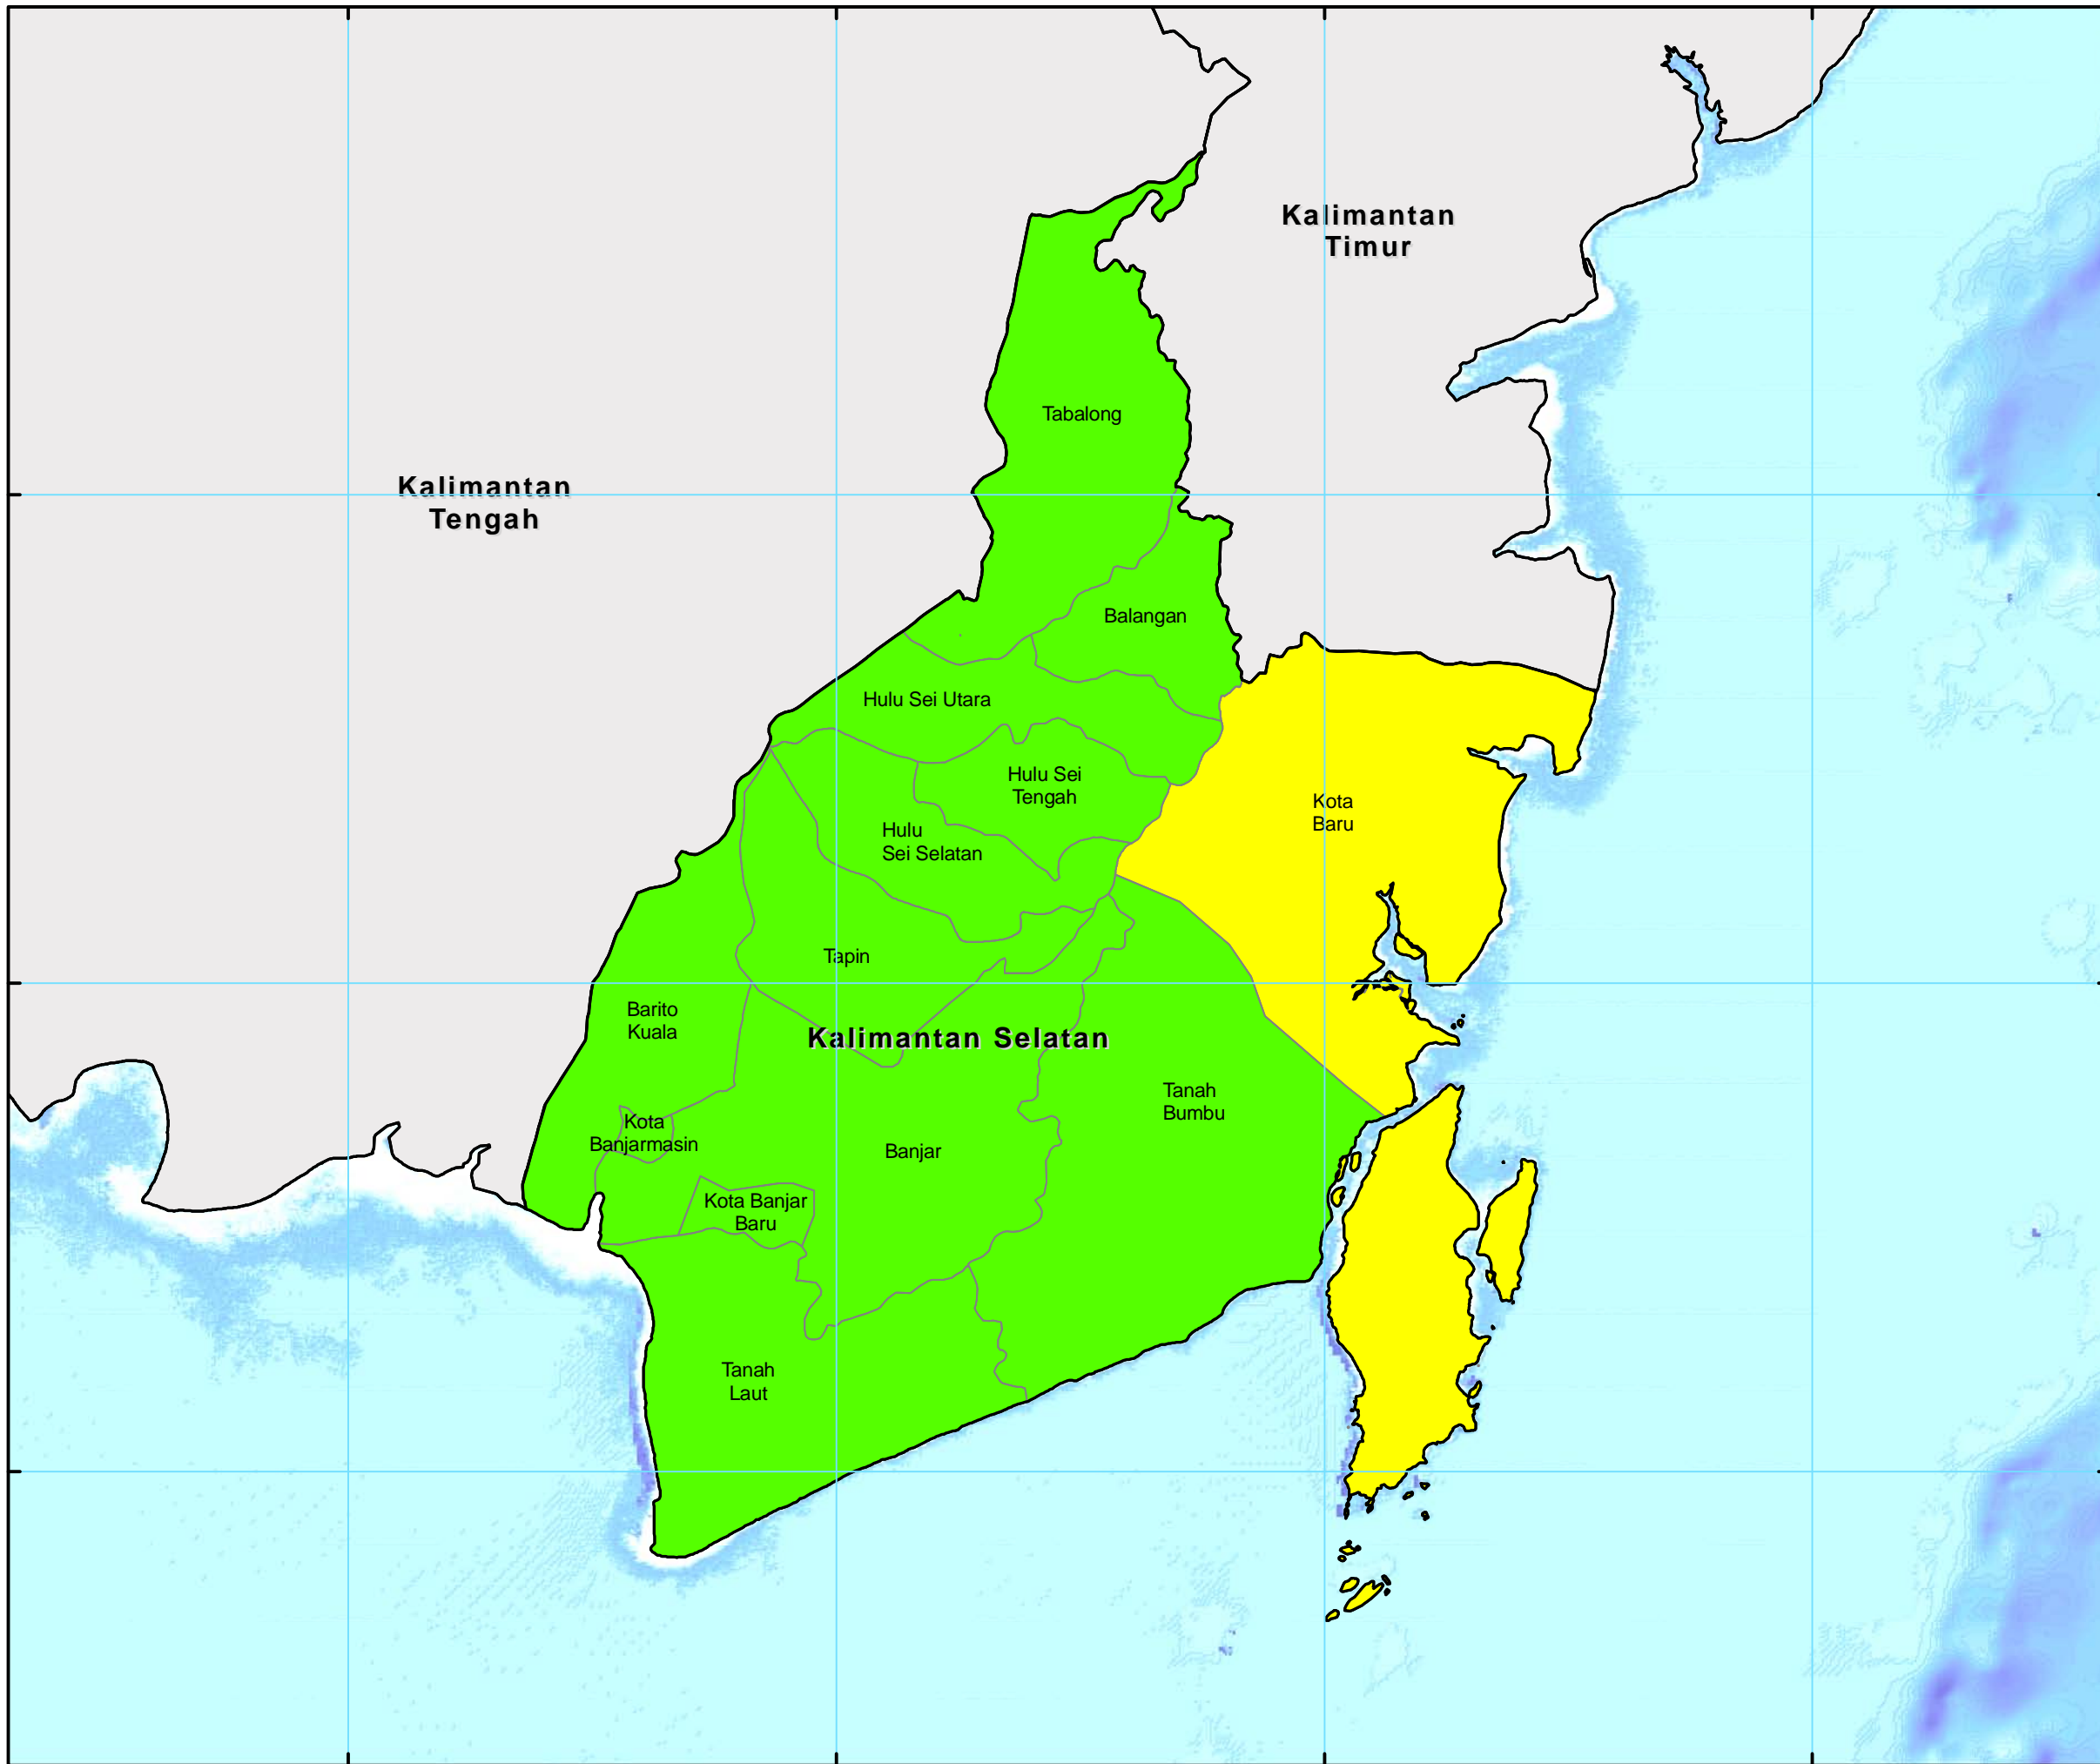 Kalimantan
Timur
Tabalong
Kalimantan
Tengah
Balangan
Hulu Sei Utara
Hulu Sei
Tengah
Kota
Baru
Hulu
Sei Selatan
Tapin
Barito
Kuala
Kalimantan Selatan
Tanah
Bumbu
Kota
Banjarmasin
Banjar
Kota Banjar
Baru
Tanah
Laut